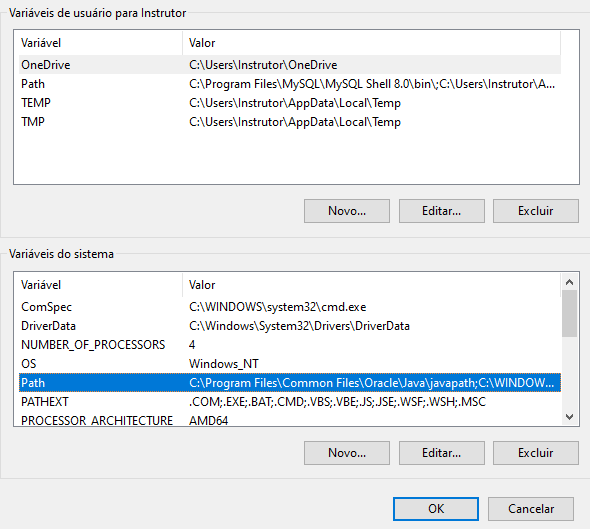 Variáveis de usuário para Instrutor
Variável Valor
OneDrive C:\Users\Instrutor\OneDrive
Path C:\Program Files\MySQL\MySQL Shell 8.0\bin\;C:\Users\Instrutor\A...
TEMP C:\Users\Instrutor\AppData\Local\Temp
TMP C:\Users\Instrutor\AppData\Local\Temp
Novo... Editar... Excluir
Variáveis do sistema
Variável Valor
ComSpec C:\WINDOWS\system32\cmd.exe
DriverData C:\Windows\System32\Drivers\DriverData
NUMBER_OF_PROCESSORS 4
OS Windows_NT
Path C:\Program Files\Common Files\Oracle\Java\javapath;C:\WINDOW...
PATHEXT .COM;.EXE;.BAT;.CMD;.VBS;.VBE;.JS;.JSE;.WSF;.WSH;.MSC
PROCESSOR_ARCHITECTURE AMD64
Novo... Editar... Excluir
OK Cancelar